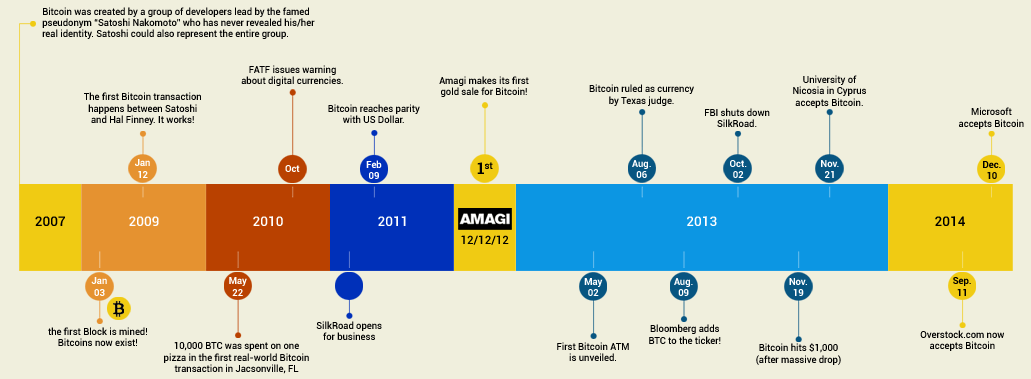 Bitcoin was created by a group of developers lead by the famed
pseudonym "Satoshi Nakomoto" who has never revealed his/her
real identity. Satoshi could also represent the entire group.
The first Bitcoin transaction
happens between Satoshi
and Hal Finney. It works!
FATF issues warning
about digital currencies.
Bitcoin reaches parity
with US Dollar.
Amagi makes its first
gold sale for Bitcoin!
Bitcoin ruled as currency
by Texas judge.
FBI shuts down
SilkRoad.
University of
Nicosia in Cyprus
accepts Bitcoin.
Microsoft
accepts Bitcoin
Jan
12
Oct
Feb
09
1st
Aug.
06
Oct.
02
Nov.
21
Dec.
10
2007
2009
2010
2011
AMAGI
12/12/12
2013
2014
Jan
03
May
22
May
02
Aug.
09
Nov.
19
Sep.
11
the first Block is mined!
Bitcoins now exist!
10,000 BTC was spent on one
pizza in the first real-world Bitcoin
transaction in Jacsonville, FL
SilkRoad opens
for business
First Bitcoin ATM
is unveiled.
Bloomberg adds
BTC to the ticker!
Bitcoin hits $1,000
(after massive drop)
Overstock.com now
accepts Bitcoin